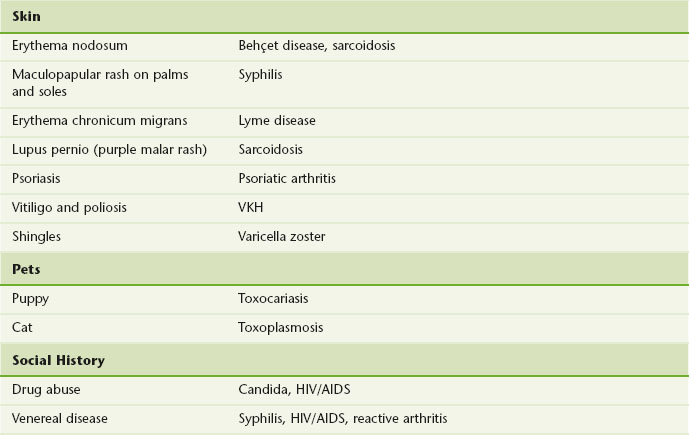 Skin
Erythema nodosum Behçet disease, sarcoidosis
Maculopapular rash on palms Syphilis
and soles
Erythema chronicum migrans Lyme disease
Lupus pernio (purple malar rash) Sarcoidosis
Psoriasis Psoriatic arthritis
Vitiligo and poliosis VKH
Shingles Varicella zoster
Pets
Puppy Toxocariasis
Cat Toxoplasmosis
Social History
Drug abuse Candida, HIV/AIDS
Venereal disease Syphilis, HIV/AIDS, reactive arthritis